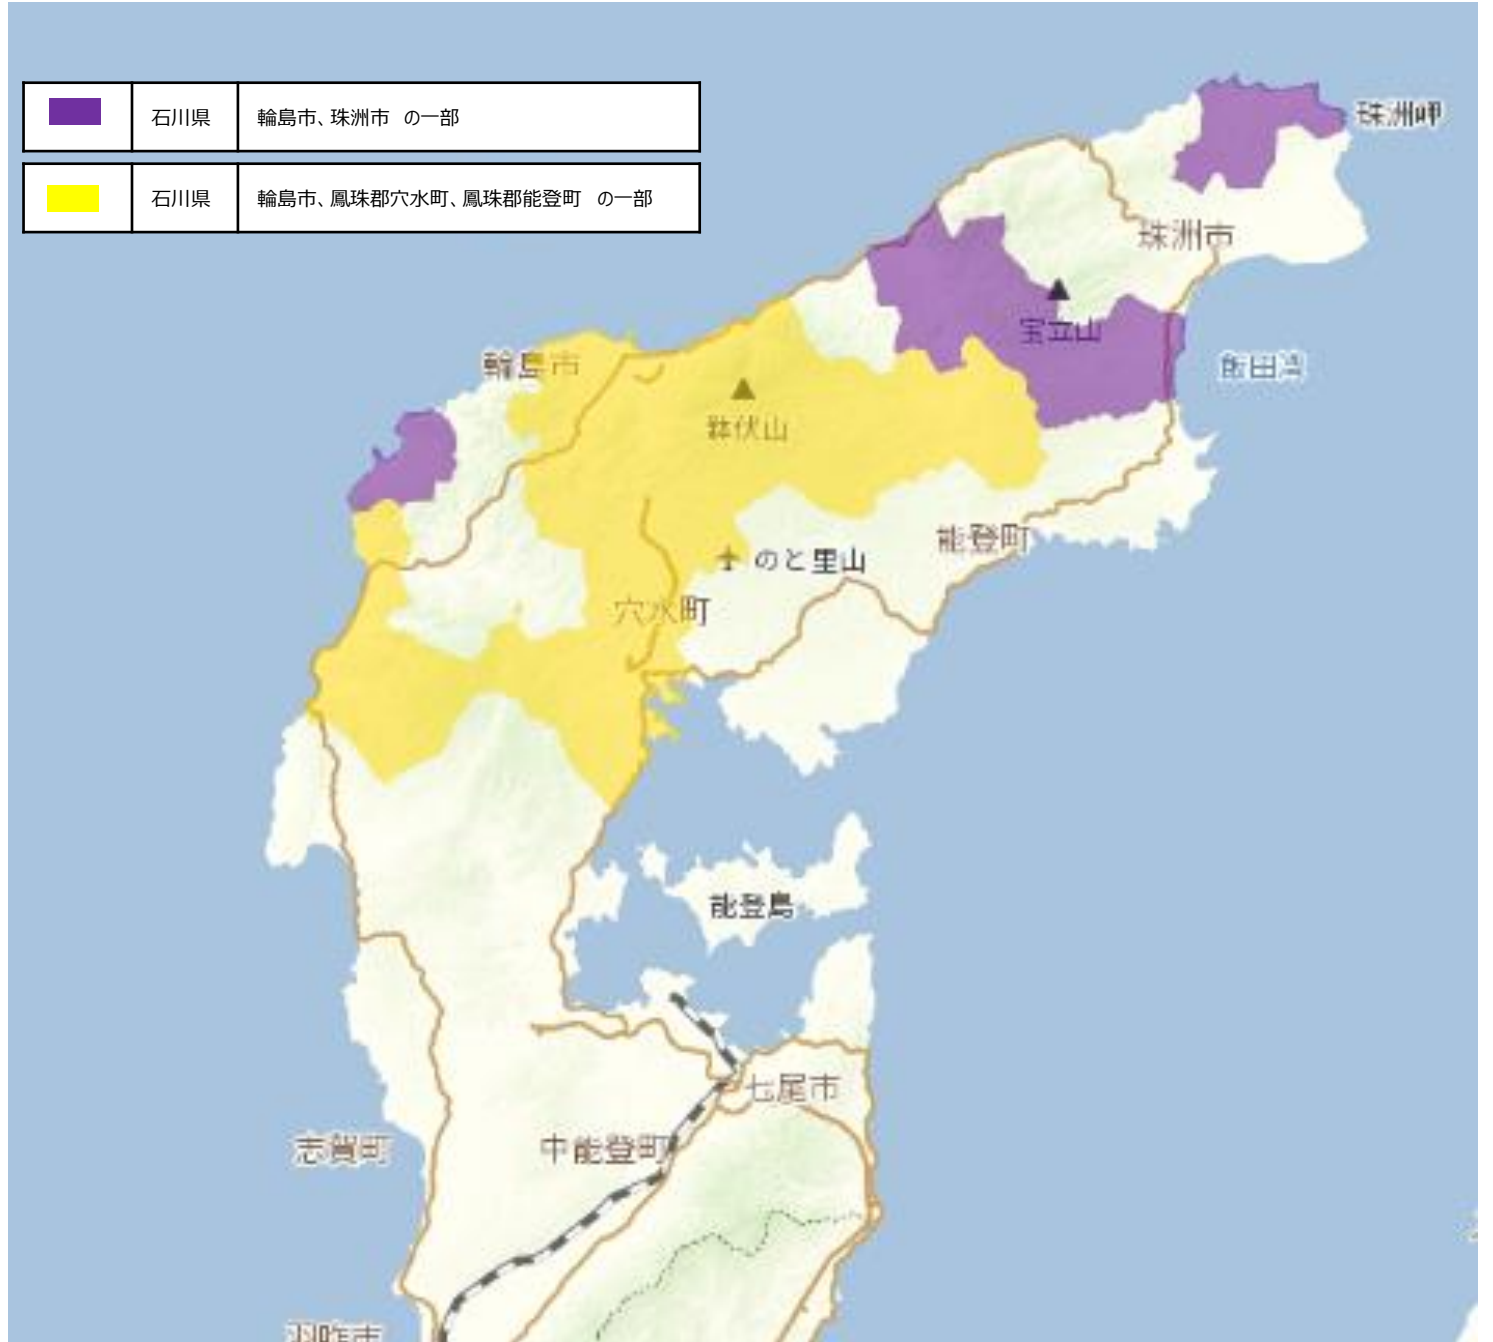 石川県 輪島市、珠洲市 の一部
石川県 輪島市、鳳珠郡穴水町、鳳珠郡能登町 の一部
珠洲岬
珠洲市
宝立山
輪島市
飯田湾
鉢伏山
能登町
のと里山
穴水町
能登島
七尾市
志賀町
中能登町
羽咋市